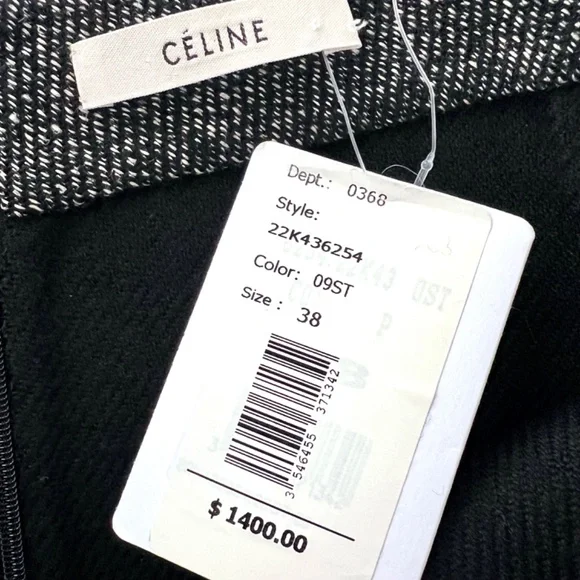 CÉLINE
Dept.: 0368
Style:
22K436254
Color: 09ST
Size : 38
3 546455 371342
$ 1400.00